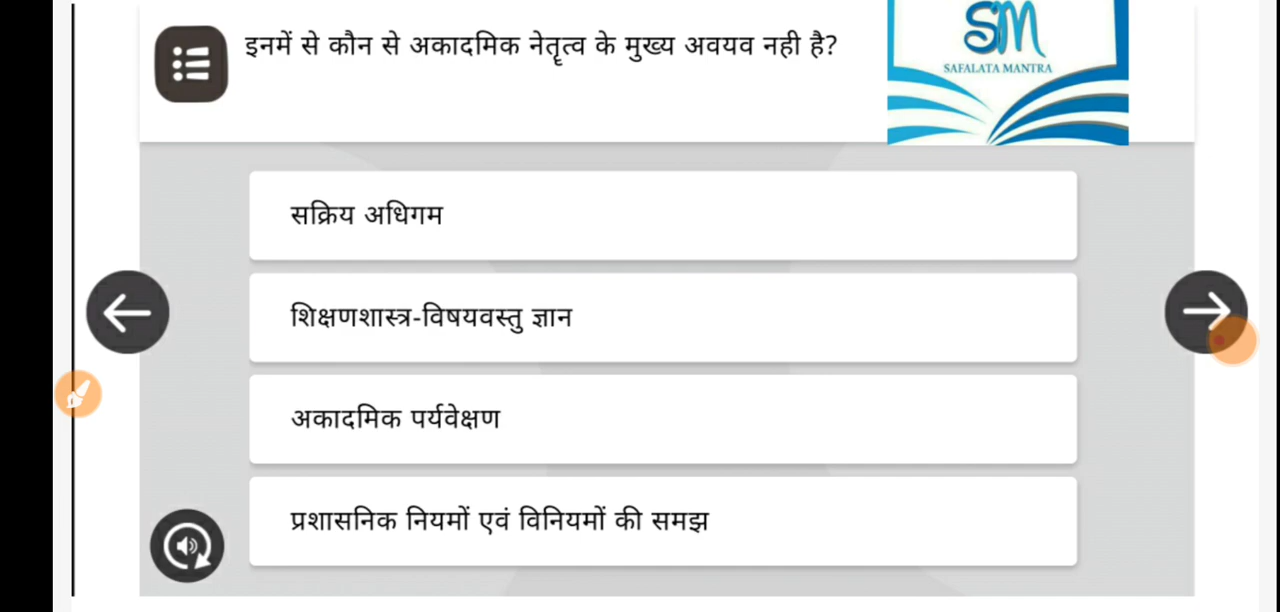 इनमें से कौन से अकादमिक नेतृत्व के मुख्य अवयव नही है?
SM
SAFALATA MANTRA
सक्रिय अधिगम
शिक्षणशास्त्र-विषयवस्तु ज्ञान
अकादमिक पर्यवेक्षण
प्रशासनिक नियमों एवं विनियमों की समझ